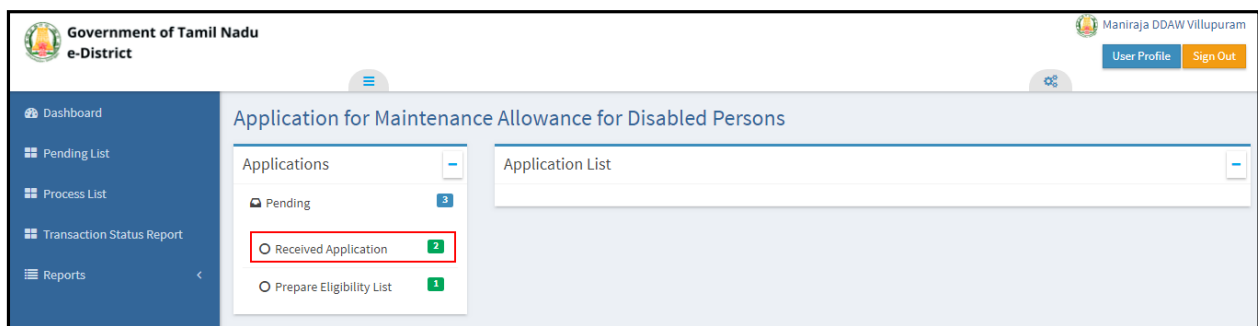 Government of Tamil Nadu
e-District
Maniraja DDAW Villupuram
User Profile
Sign Out
Dashboard
Pending List
Process List
Transaction Status Report
Reports
Application for Maintenance Allowance for Disabled Persons
Applications
Pending 3
Received Application 2
Prepare Eligibility List 1
Application List